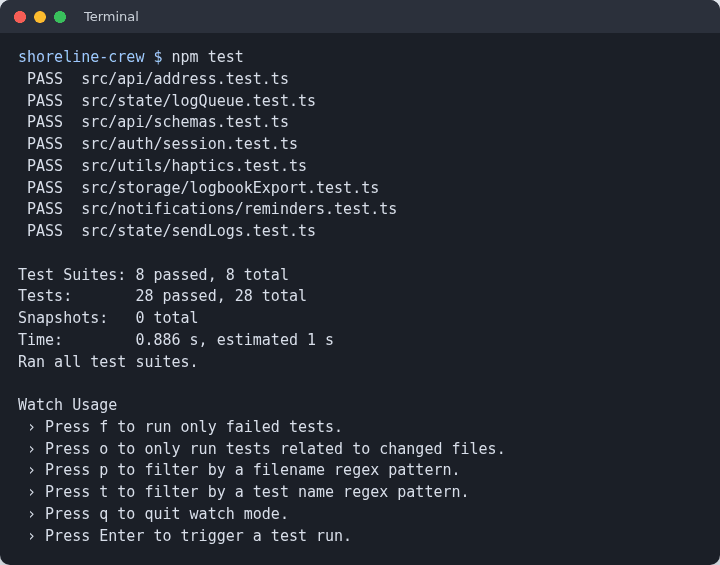 Terminal
shoreline-crew $ npm test
PASS  src/api/address.test.ts
PASS  src/state/logQueue.test.ts
PASS  src/api/schemas.test.ts
PASS  src/auth/session.test.ts
PASS  src/utils/haptics.test.ts
PASS  src/storage/logbookExport.test.ts
PASS  src/notifications/reminders.test.ts
PASS  src/state/sendLogs.test.ts
Test Suites: 8 passed, 8 total
Tests:       28 passed, 28 total
Snapshots:   0 total
Time:        0.886 s, estimated 1 s
Ran all test suites.
Watch Usage
› Press f to run only failed tests.
› Press o to only run tests related to changed files.
› Press p to filter by a filename regex pattern.
› Press t to filter by a test name regex pattern.
› Press q to quit watch mode.
› Press Enter to trigger a test run.